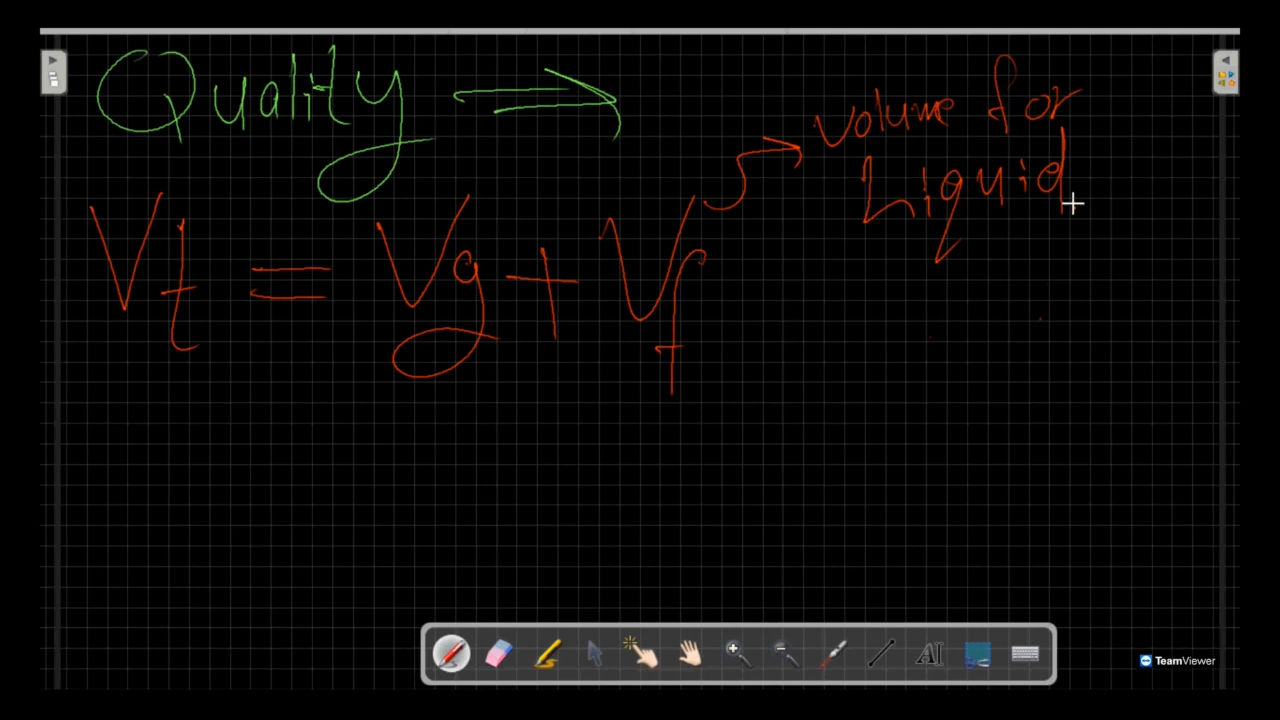 Quality →
→ Volume for
Liquid
Vt = Vg + Vf
TeamViewer